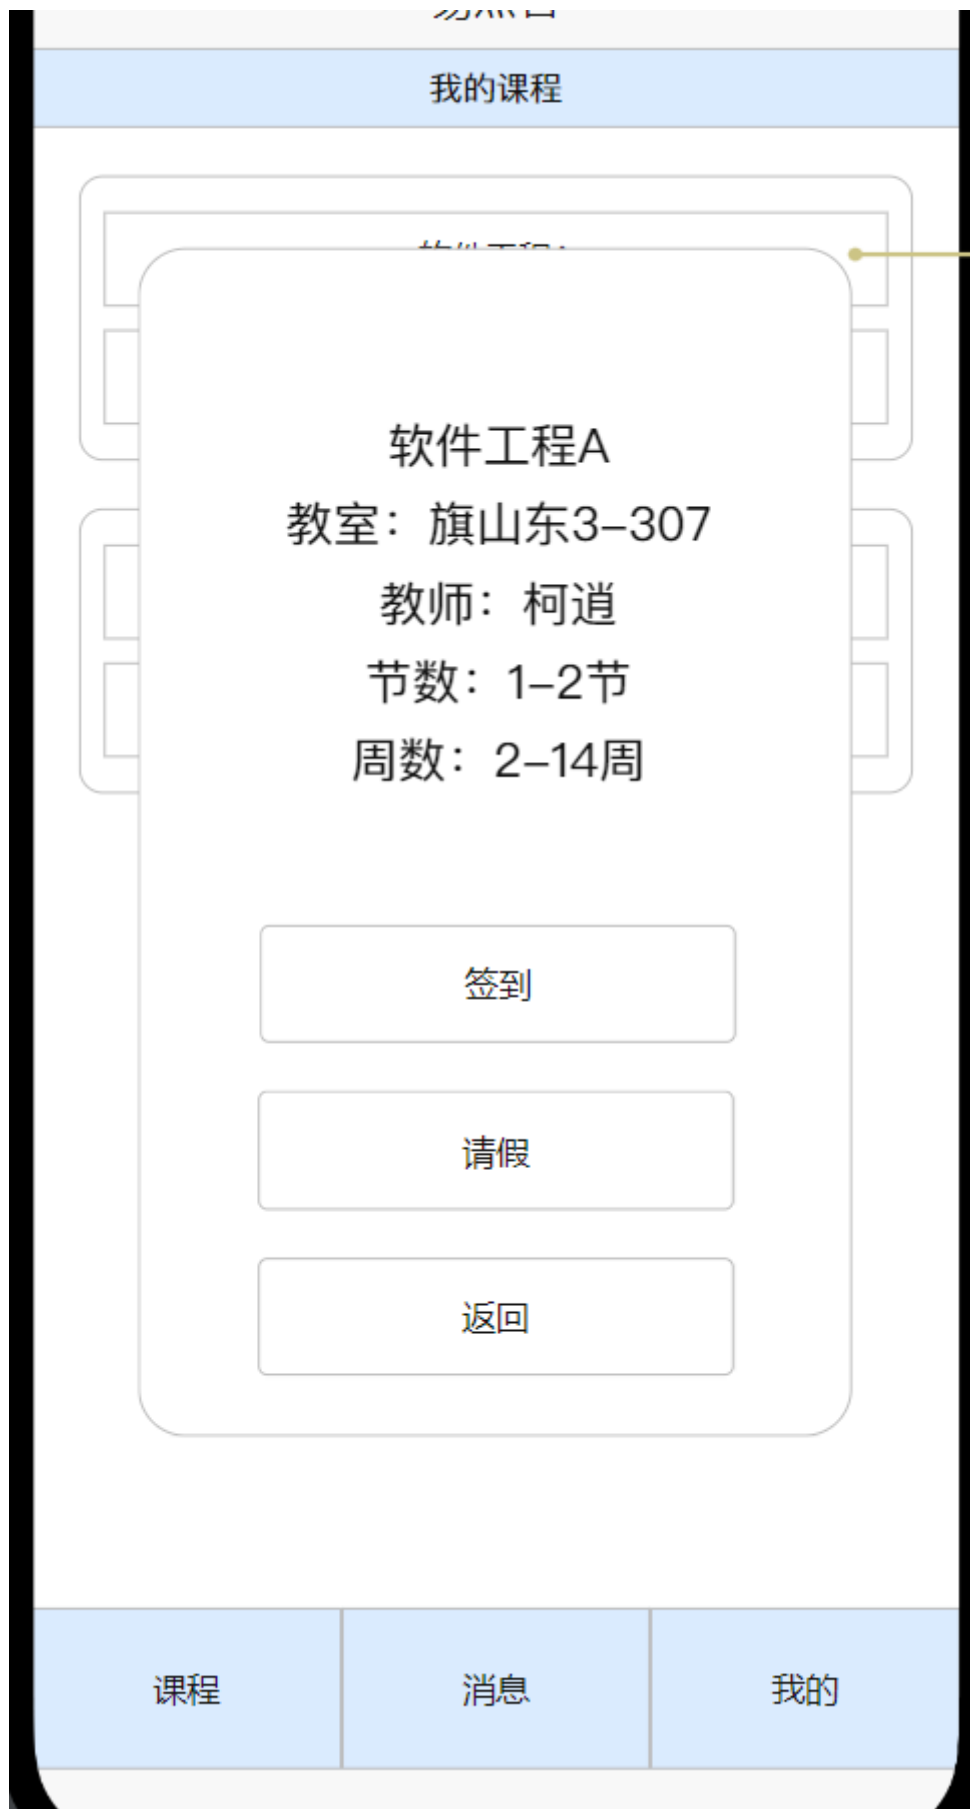 我的课程
软件工程A
教室：旗山东3-307
教师：柯逍
节数：1-2节
周数：2-14周
签到
请假
返回
课程
消息
我的